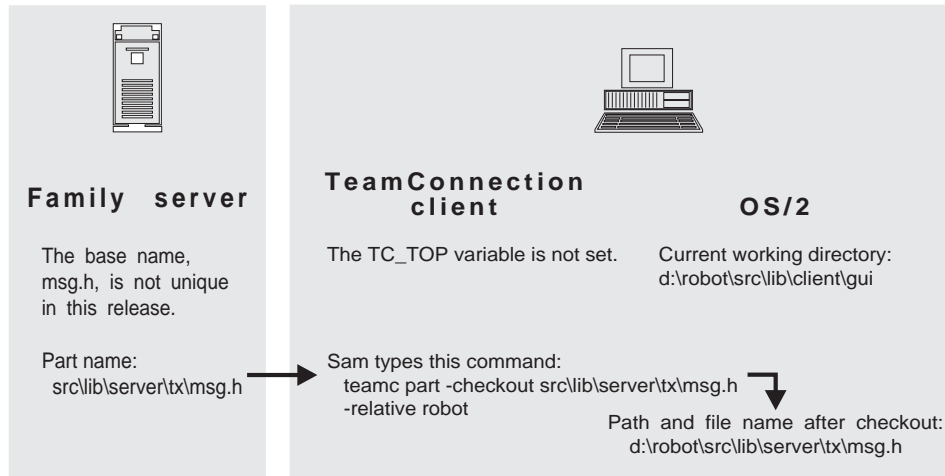 Family server
The base name,
msg.h, is not unique
in this release.
Part name:
src\lib\server\tx\msg.h
TeamConnection
client
The TC_TOP variable is not set.
OS/2
Current working directory:
d:\robot\src\lib\client\gui
Sam types this command:
teamc part -checkout src\lib\server\tx\msg.h
-relative robot
Path and file name after checkout:
d:\robot\src\lib\server\tx\msg.h